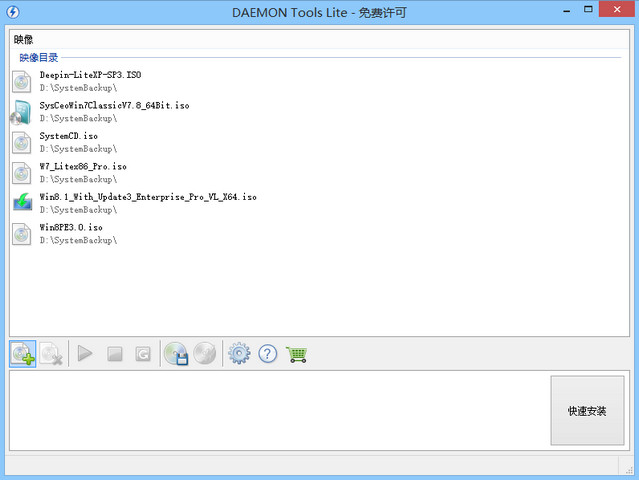 DAEMON Tools Lite - 免费许可
映像
映像目录
Deepin-LiteXP-SP3.ISO
D:\SystemBackup\
SysCeoWin7ClassicV7.8_64Bit.iso
D:\SystemBackup\
SystemCD.iso
D:\SystemBackup\
W7_Litex86_Pro.iso
D:\SystemBackup\
Win8.1_With_Update3_Enterprise_Pro_VL_X64.iso
D:\SystemBackup\
Win8PE3.0.iso
D:\SystemBackup\
快速安装